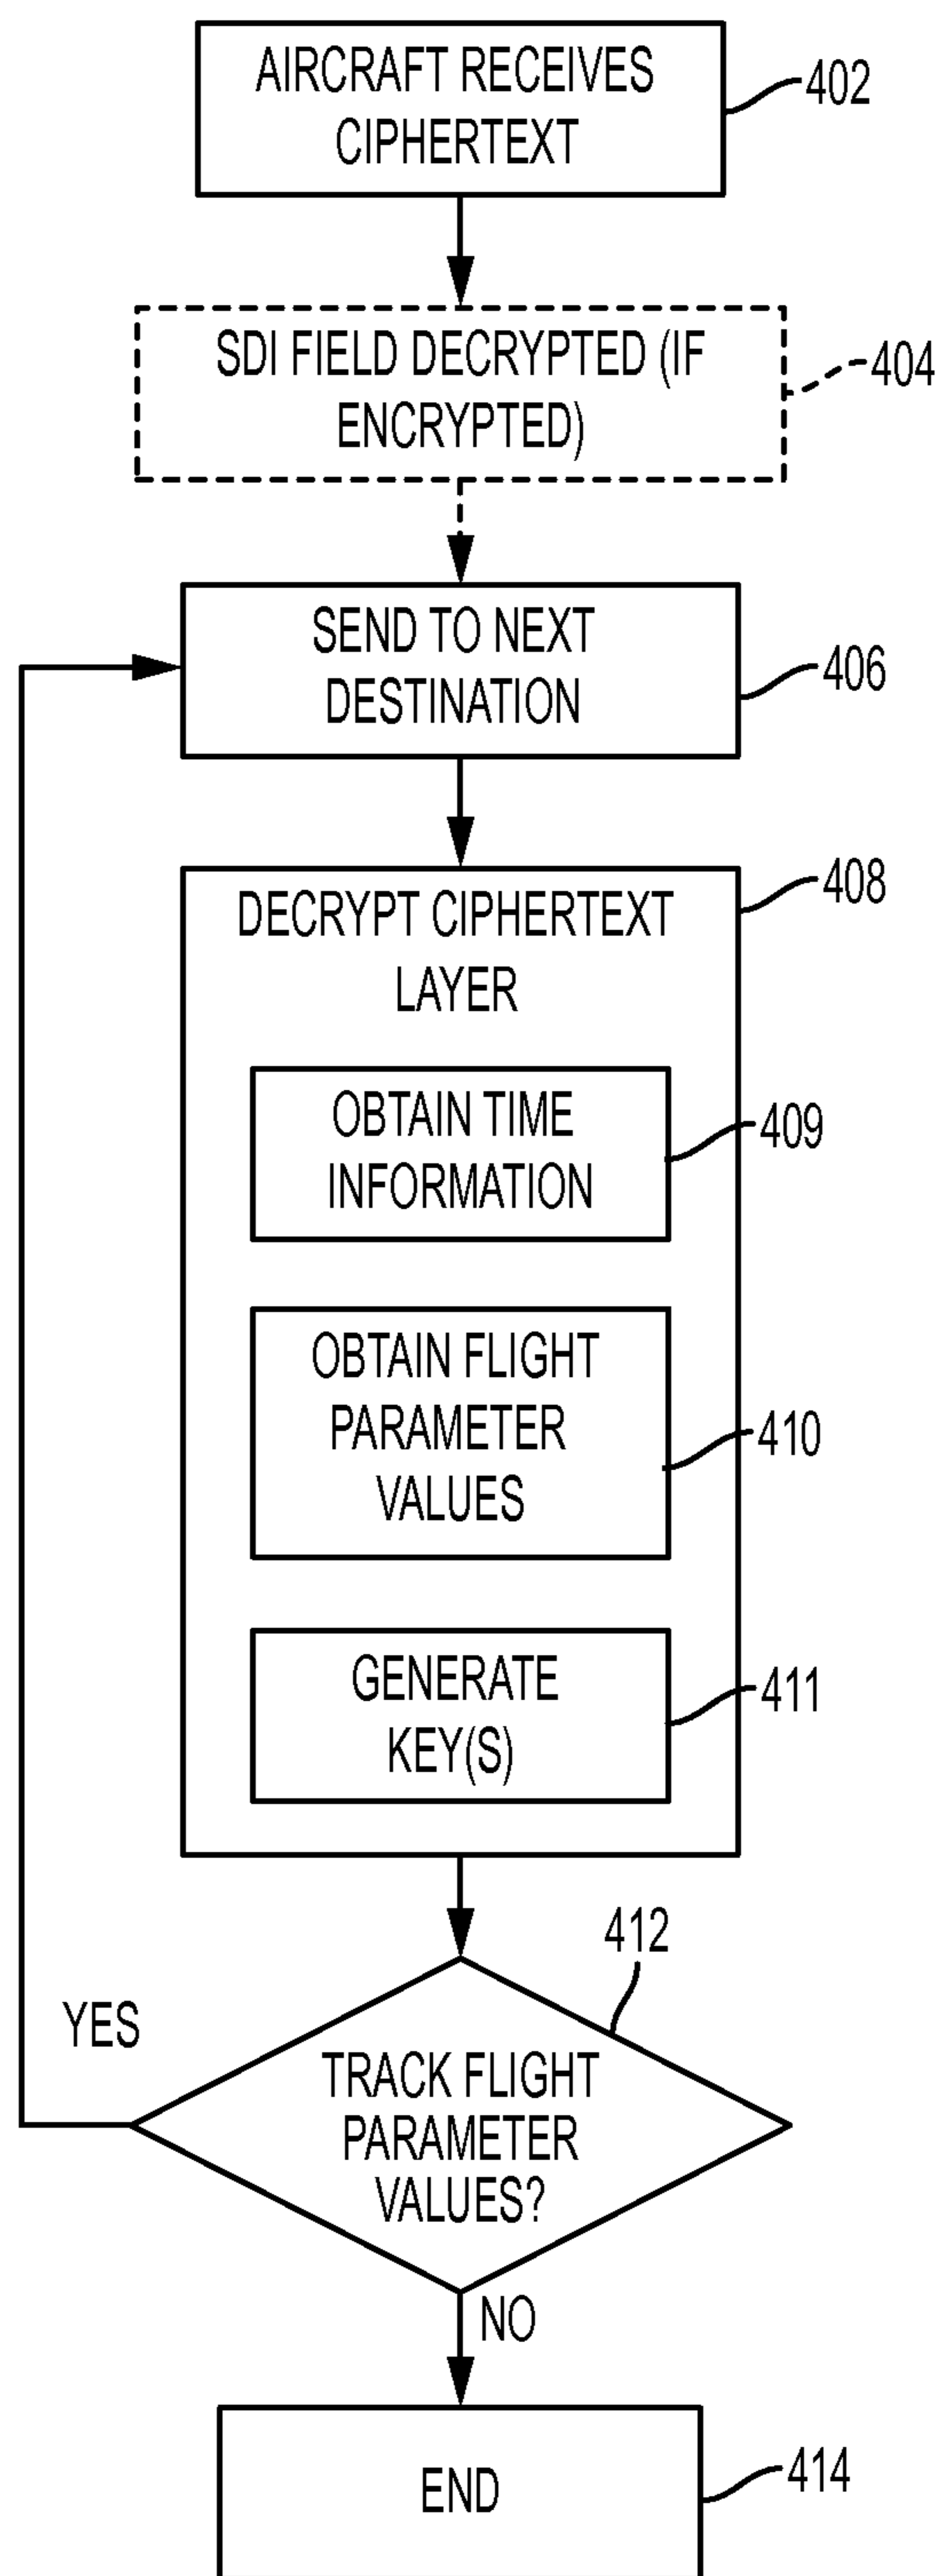 AIRCRAFT RECEIVES
CIPHERTEXT
402
SDI FIELD DECRYPTED (IF
ENCRYPTED)
404
SEND TO NEXT
DESTINATION
406
DECRYPT CIPHERTEXT
LAYER
408
OBTAIN TIME
INFORMATION
409
OBTAIN FLIGHT
PARAMETER
VALUES
410
GENERATE
KEY(S)
411
412
YES
TRACK FLIGHT
PARAMETER
VALUES?
NO
END
414